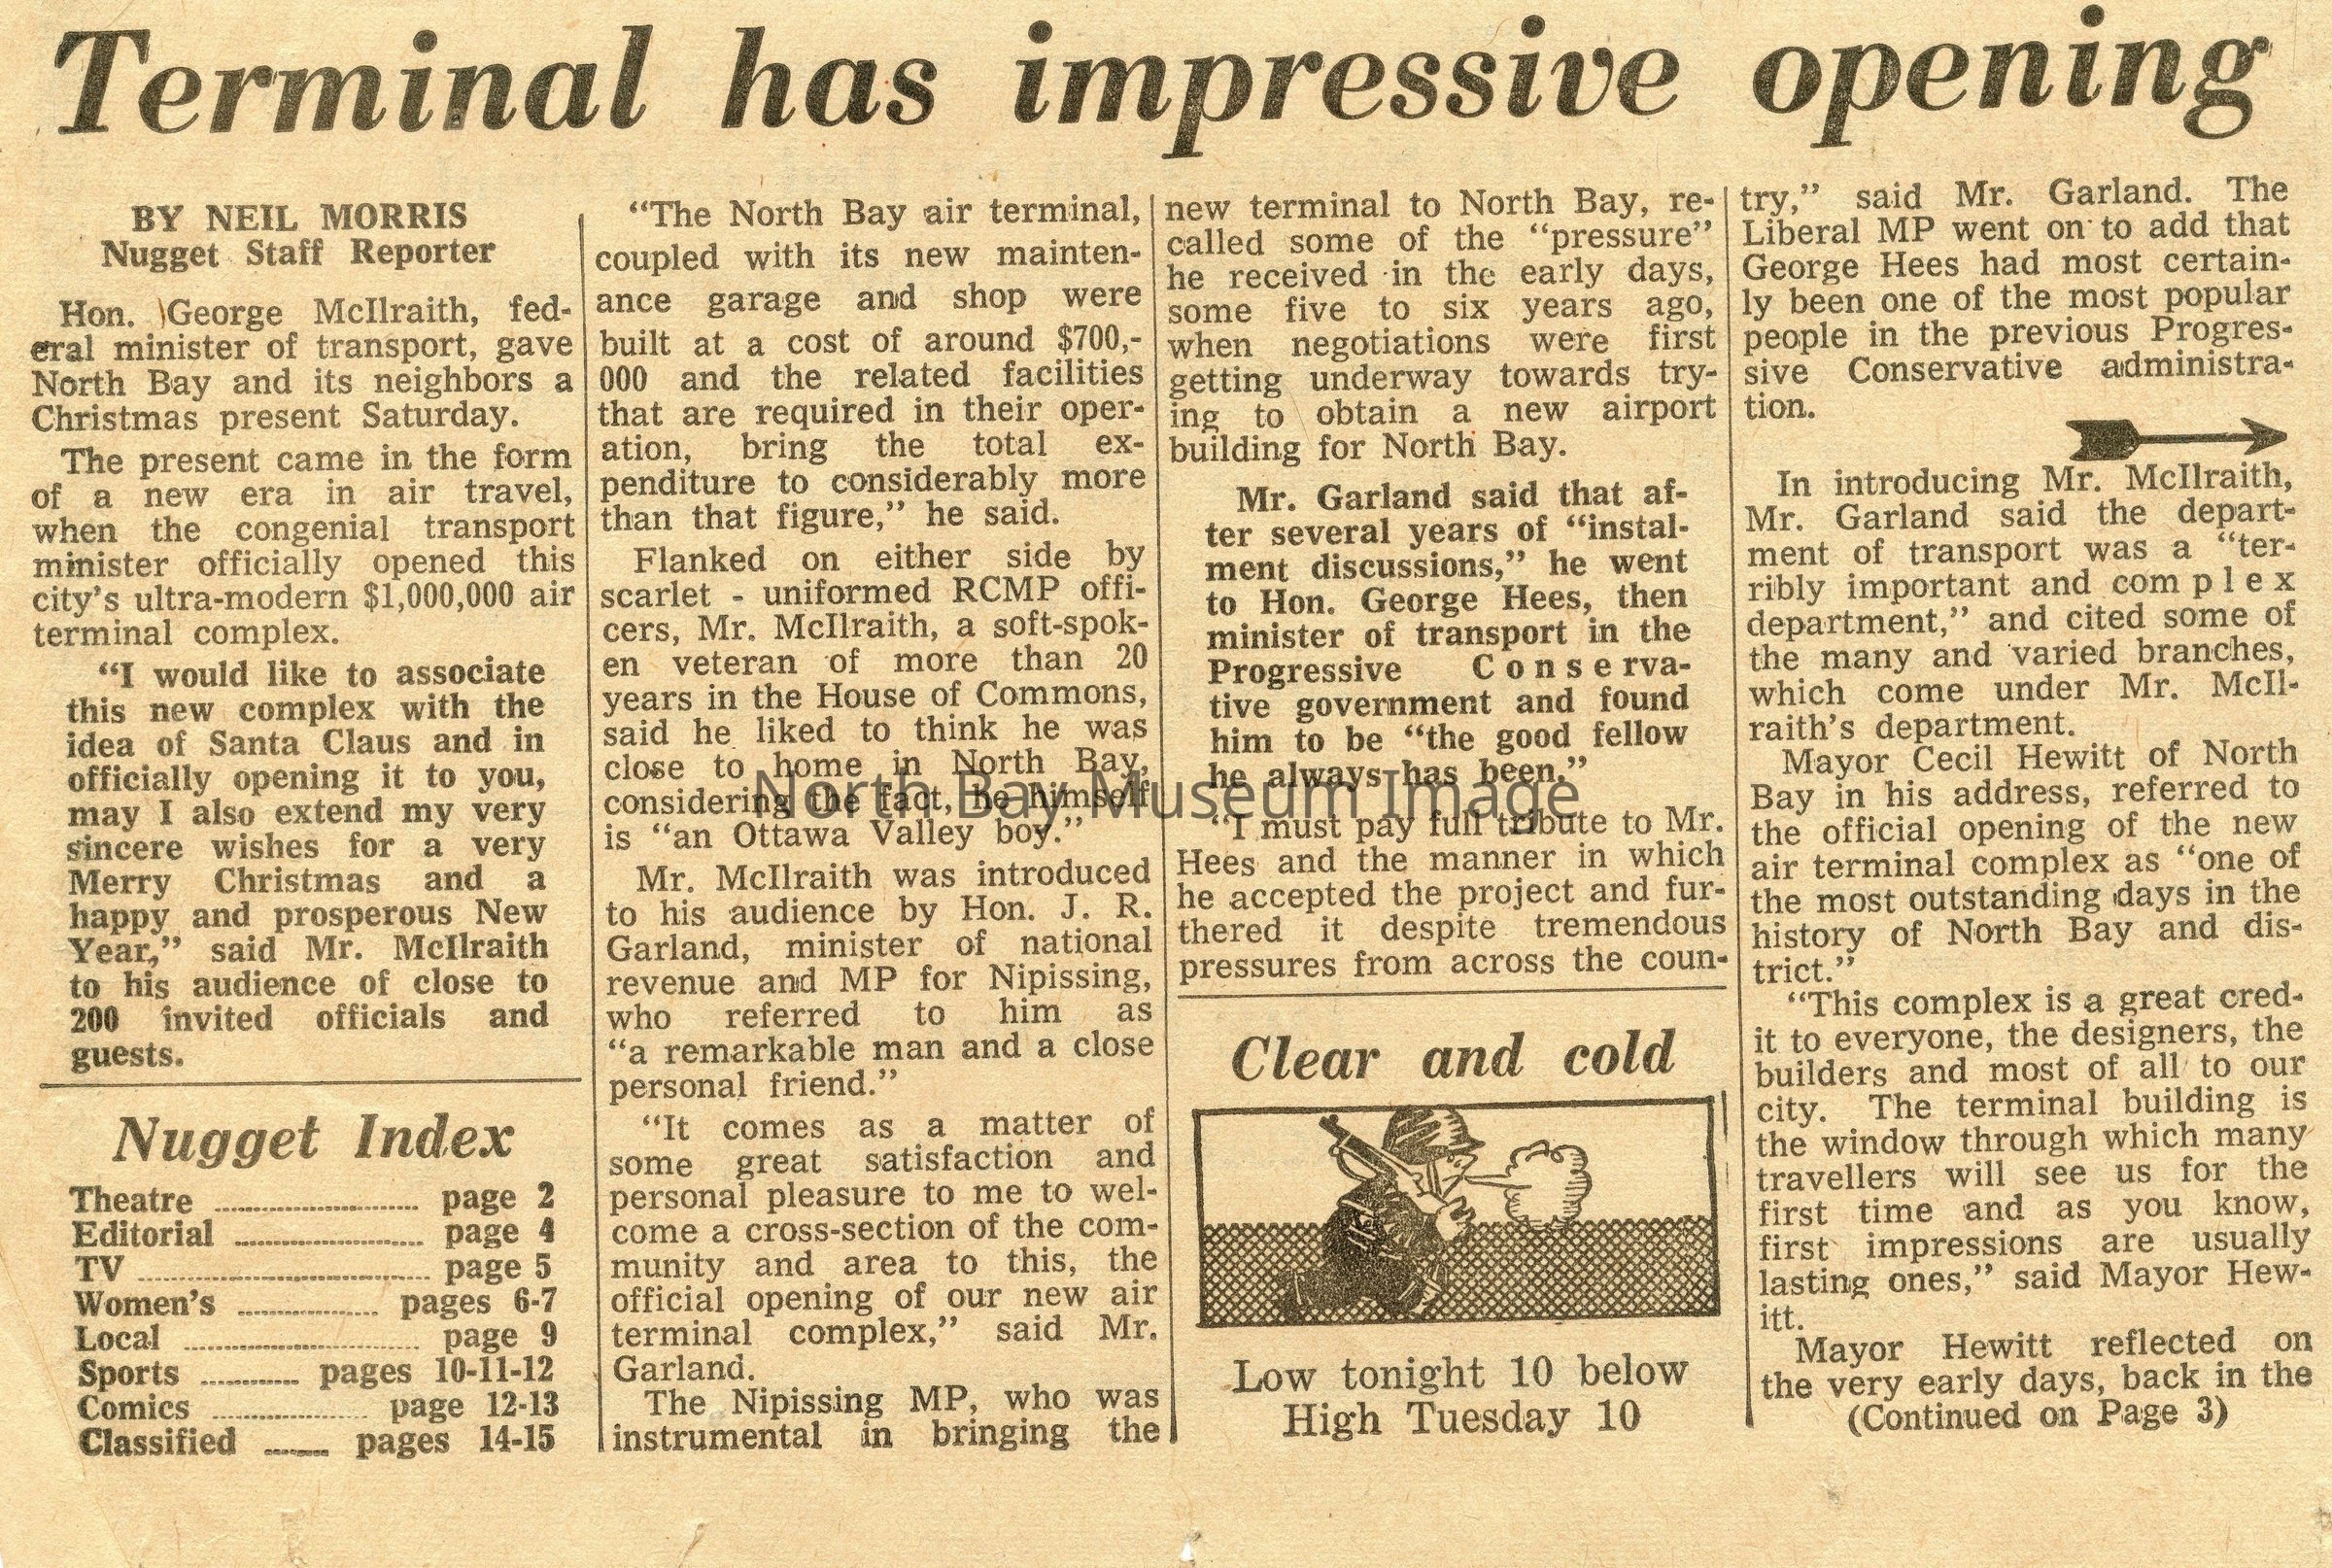 Terminal has impressive opening
BY NEIL MORRIS
Nugget Staff Reporter
Hon. George McIlraith, fed-
eral minister of transport, gave
North Bay and its neighbors a
Christmas present Saturday.
The present came in the form
of a new era in air travel,
when the congenial transport
minister officially opened this
city's ultra-modern $1,000,000 air
terminal complex.
"I would like to associate
this new complex with the
idea of Santa Claus and in
officially opening it to you,
may I also extend my very
sincere wishes for a very
Merry Christmas and a
happy and prosperous New
Year," said Mr. McIlraith
to his audience of close to
200 invited officials and
guests.
Nugget Index
Theatre ........................ page 2
Editorial ........................ page 4
TV ........................ page 5
Women's ................ pages 6-7
Local ........................ page 9
Sports ............ pages 10-11-12
Comics .................. page 12-13
Classified ........ pages 14-15
"The North Bay air terminal,
coupled with its new mainten-
ance garage and shop were
built at a cost of around $700,-
000 and the related facilities
that are required in their oper-
ation, bring the total ex-
penditure to considerably more
than that figure," he said.
Flanked on either side by
scarlet - uniformed RCMP offi-
cers, Mr. McIlraith, a soft-spok-
en veteran of more than 20
years in the House of Commons,
said he liked to think he was
close to home in North Bay,
considering the fact, he himself
is "an Ottawa Valley boy."
Mr. McIlraith was introduced
to his audience by Hon. J. R.
Garland, minister of national
revenue and MP for Nipissing,
who referred to him as
"a remarkable man and a close
personal friend."
"It comes as a matter of
some great satisfaction and
personal pleasure to me to wel-
come a cross-section of the com-
munity and area to this, the
official opening of our new air
terminal complex," said Mr.
Garland.
The Nipissing MP, who was
instrumental in bringing the
new terminal to North Bay, re-
called some of the "pressure"
he received in the early days,
some five to six years ago,
when negotiations were first
getting underway towards try-
ing to obtain a new airport
building for North Bay.
Mr. Garland said that af-
ter several years of "instal-
ment discussions," he went
to Hon. George Hees, then
minister of transport in the
Progressive Conserva-
tive government and found
him to be "the good fellow
he always has been."
"I must pay full tribute to Mr.
Hees and the manner in which
he accepted the project and fur-
thered it despite tremendous
pressures from across the coun-
Clear and cold
Low tonight 10 below
High Tuesday 10
try," said Mr. Garland. The
Liberal MP went on to add that
George Hees had most certain-
ly been one of the most popular
people in the previous Progres-
sive Conservative administra-
tion.
In introducing Mr. McIlraith,
Mr. Garland said the depart-
ment of transport was a "ter-
ribly important and complex
department," and cited some of
the many and varied branches,
which come under Mr. McIl-
raith's department.
Mayor Cecil Hewitt of North
Bay in his address, referred to
the official opening of the new
air terminal complex as "one of
the most outstanding days in the
history of North Bay and dis-
trict."
"This complex is a great cred-
it to everyone, the designers, the
builders and most of all to our
city. The terminal building is
the window through which many
travellers will see us for the
first time and as you know,
first impressions are usually
lasting ones," said Mayor Hew-
itt.
Mayor Hewitt reflected on
the very early days, back in the
(Continued on Page 3)
North Bay Museum Image